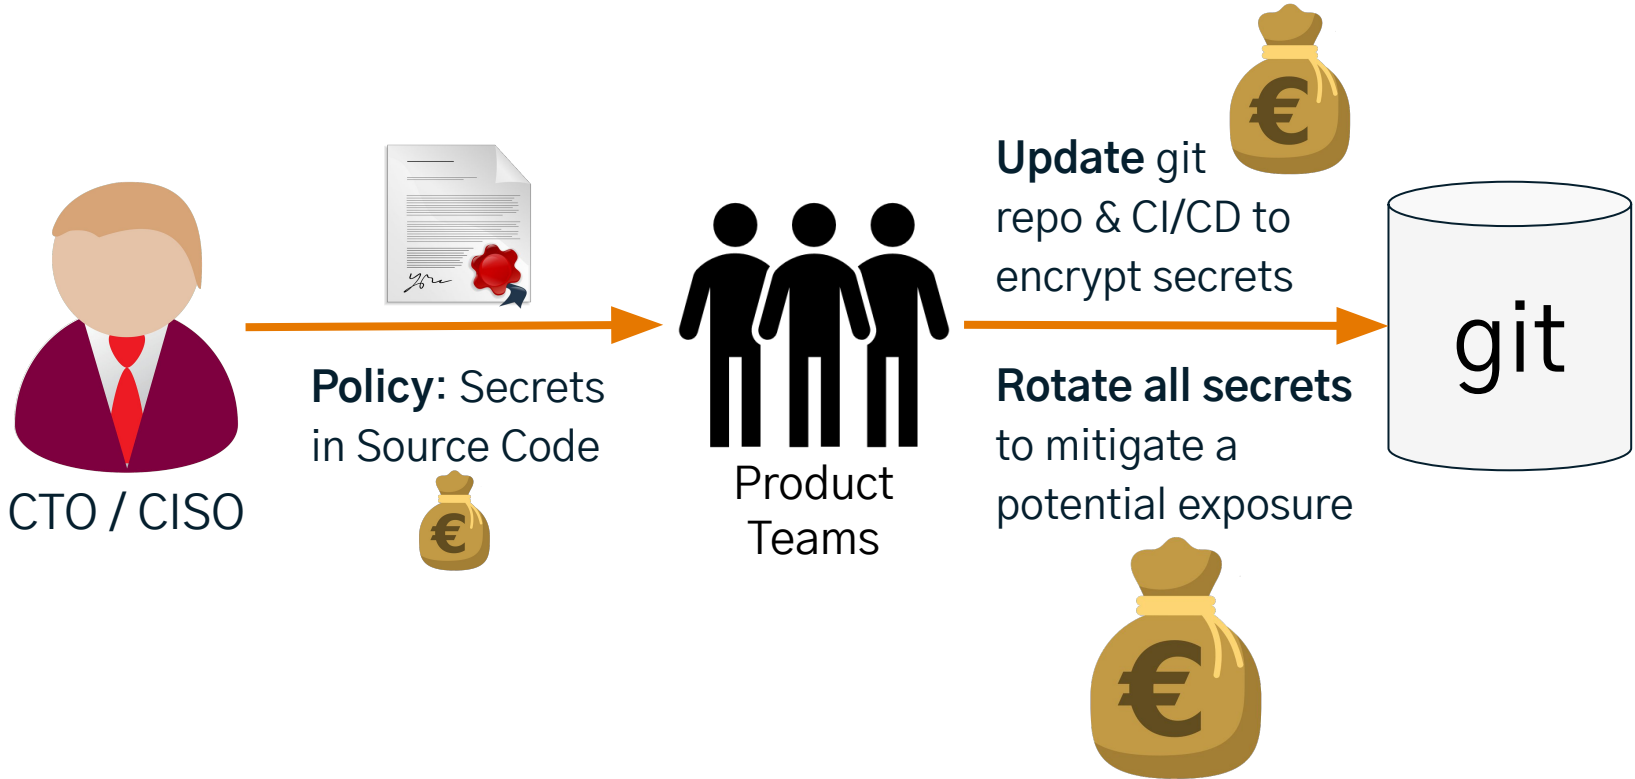 CTO / CISO
Policy: Secrets
in Source Code
€
Product
Teams
Update git
repo & CI/CD to
encrypt secrets
€
Rotate all secrets
to mitigate a
potential exposure
€
git